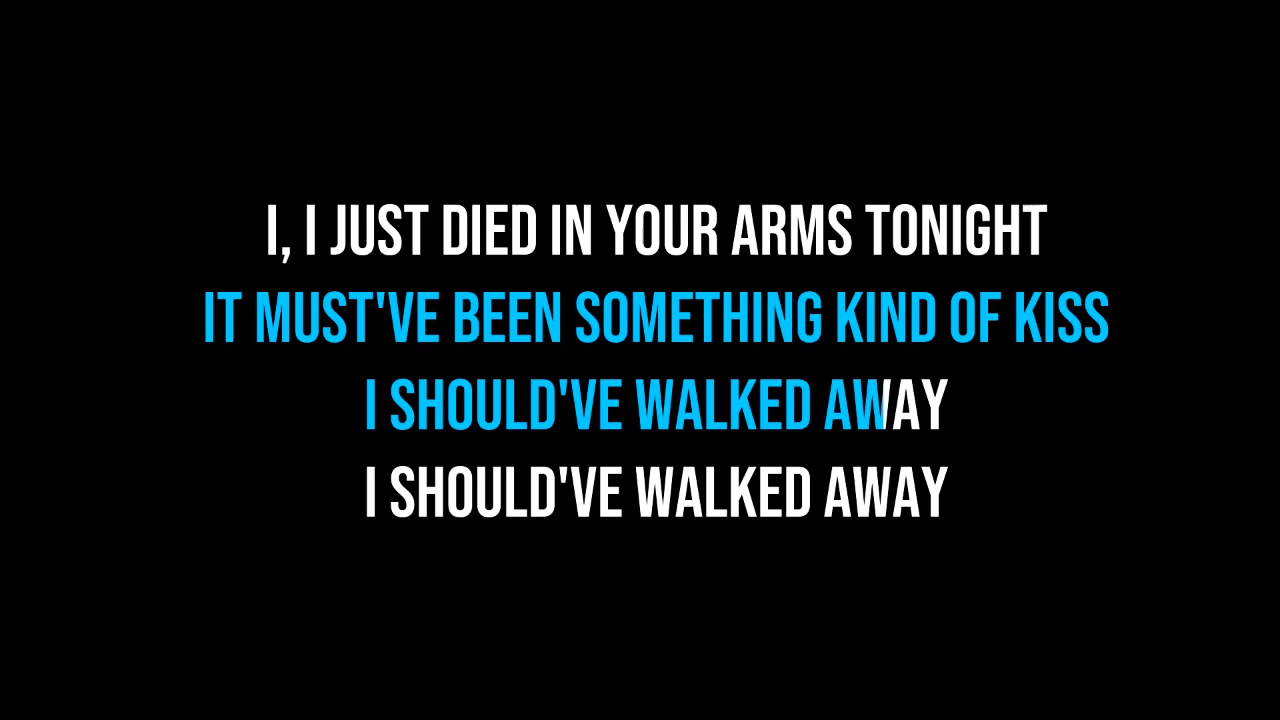 I, I JUST DIED IN YOUR ARMS TONIGHT
IT MUST'VE BEEN SOMETHING KIND OF KISS
I SHOULD'VE WALKED AWAY
I SHOULD'VE WALKED AWAY